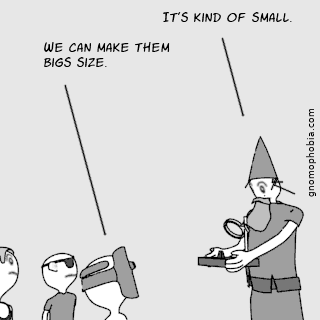 IT'S KIND OF SMALL.
WE CAN MAKE THEM
BIGS SIZE.
gnomophobia.com